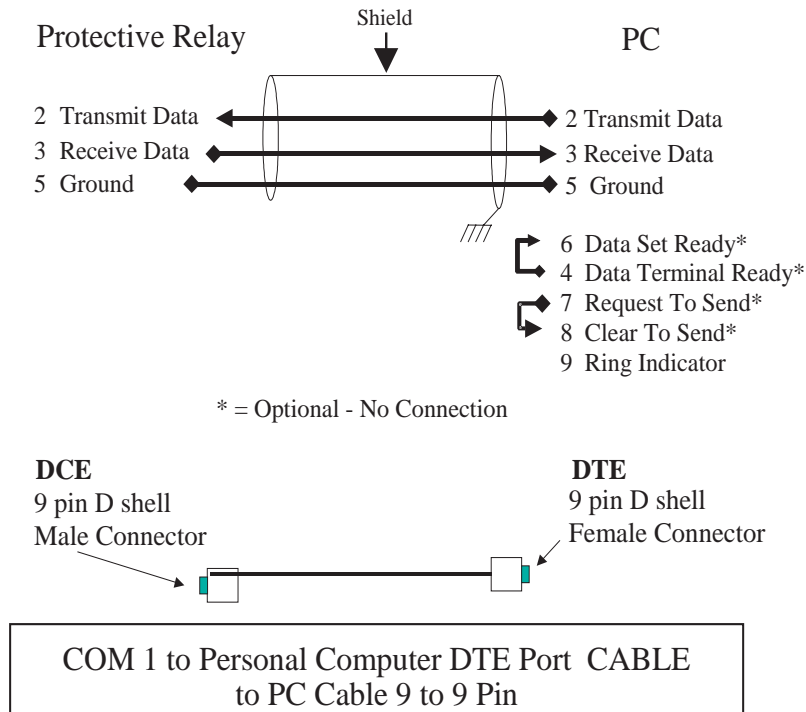 Shield
Protective Relay
PC
2 Transmit Data
2 Transmit Data
3 Receive Data
3 Receive Data
5 Ground
5 Ground
6 Data Set Ready*
4 Data Terminal Ready*
7 Request To Send*
8 Clear To Send*
9 Ring Indicator
* = Optional - No Connection
DCE
9 pin D shell
Male Connector
DTE
9 pin D shell
Female Connector
COM 1 to Personal Computer DTE Port CABLE
to PC Cable 9 to 9 Pin